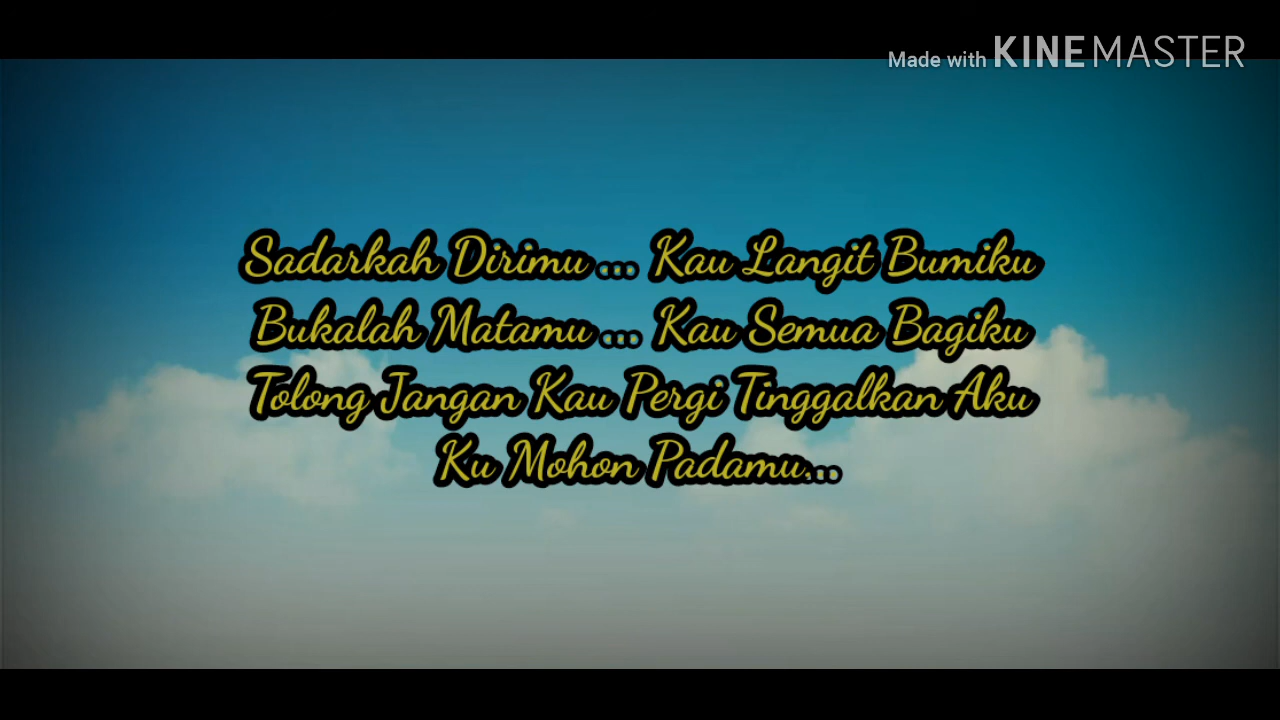 Made with KINEMASTER
Sadarkah Dirimu ... Kau Langit Bumiku
Bukalah Matamu ... Kau Semua Bagiku
Tolong Jangan Kau Pergi Tinggalkan Aku
Ku Mohon Padamu...